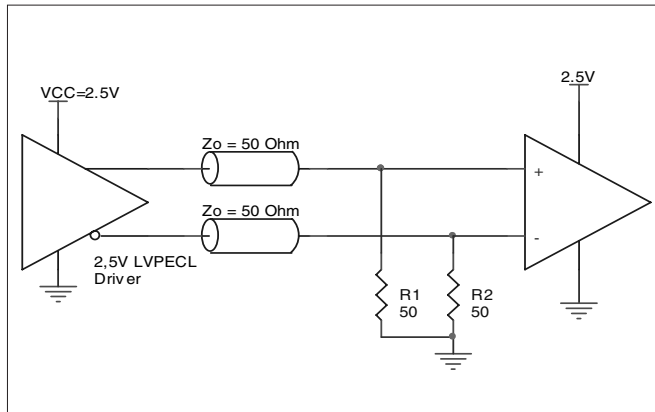 VCC=2.5V
2.5V
Zo = 50 Ohm
+
Zo = 50 Ohm
-
2,5V LVPECL
Driver
R1
50
R2
50